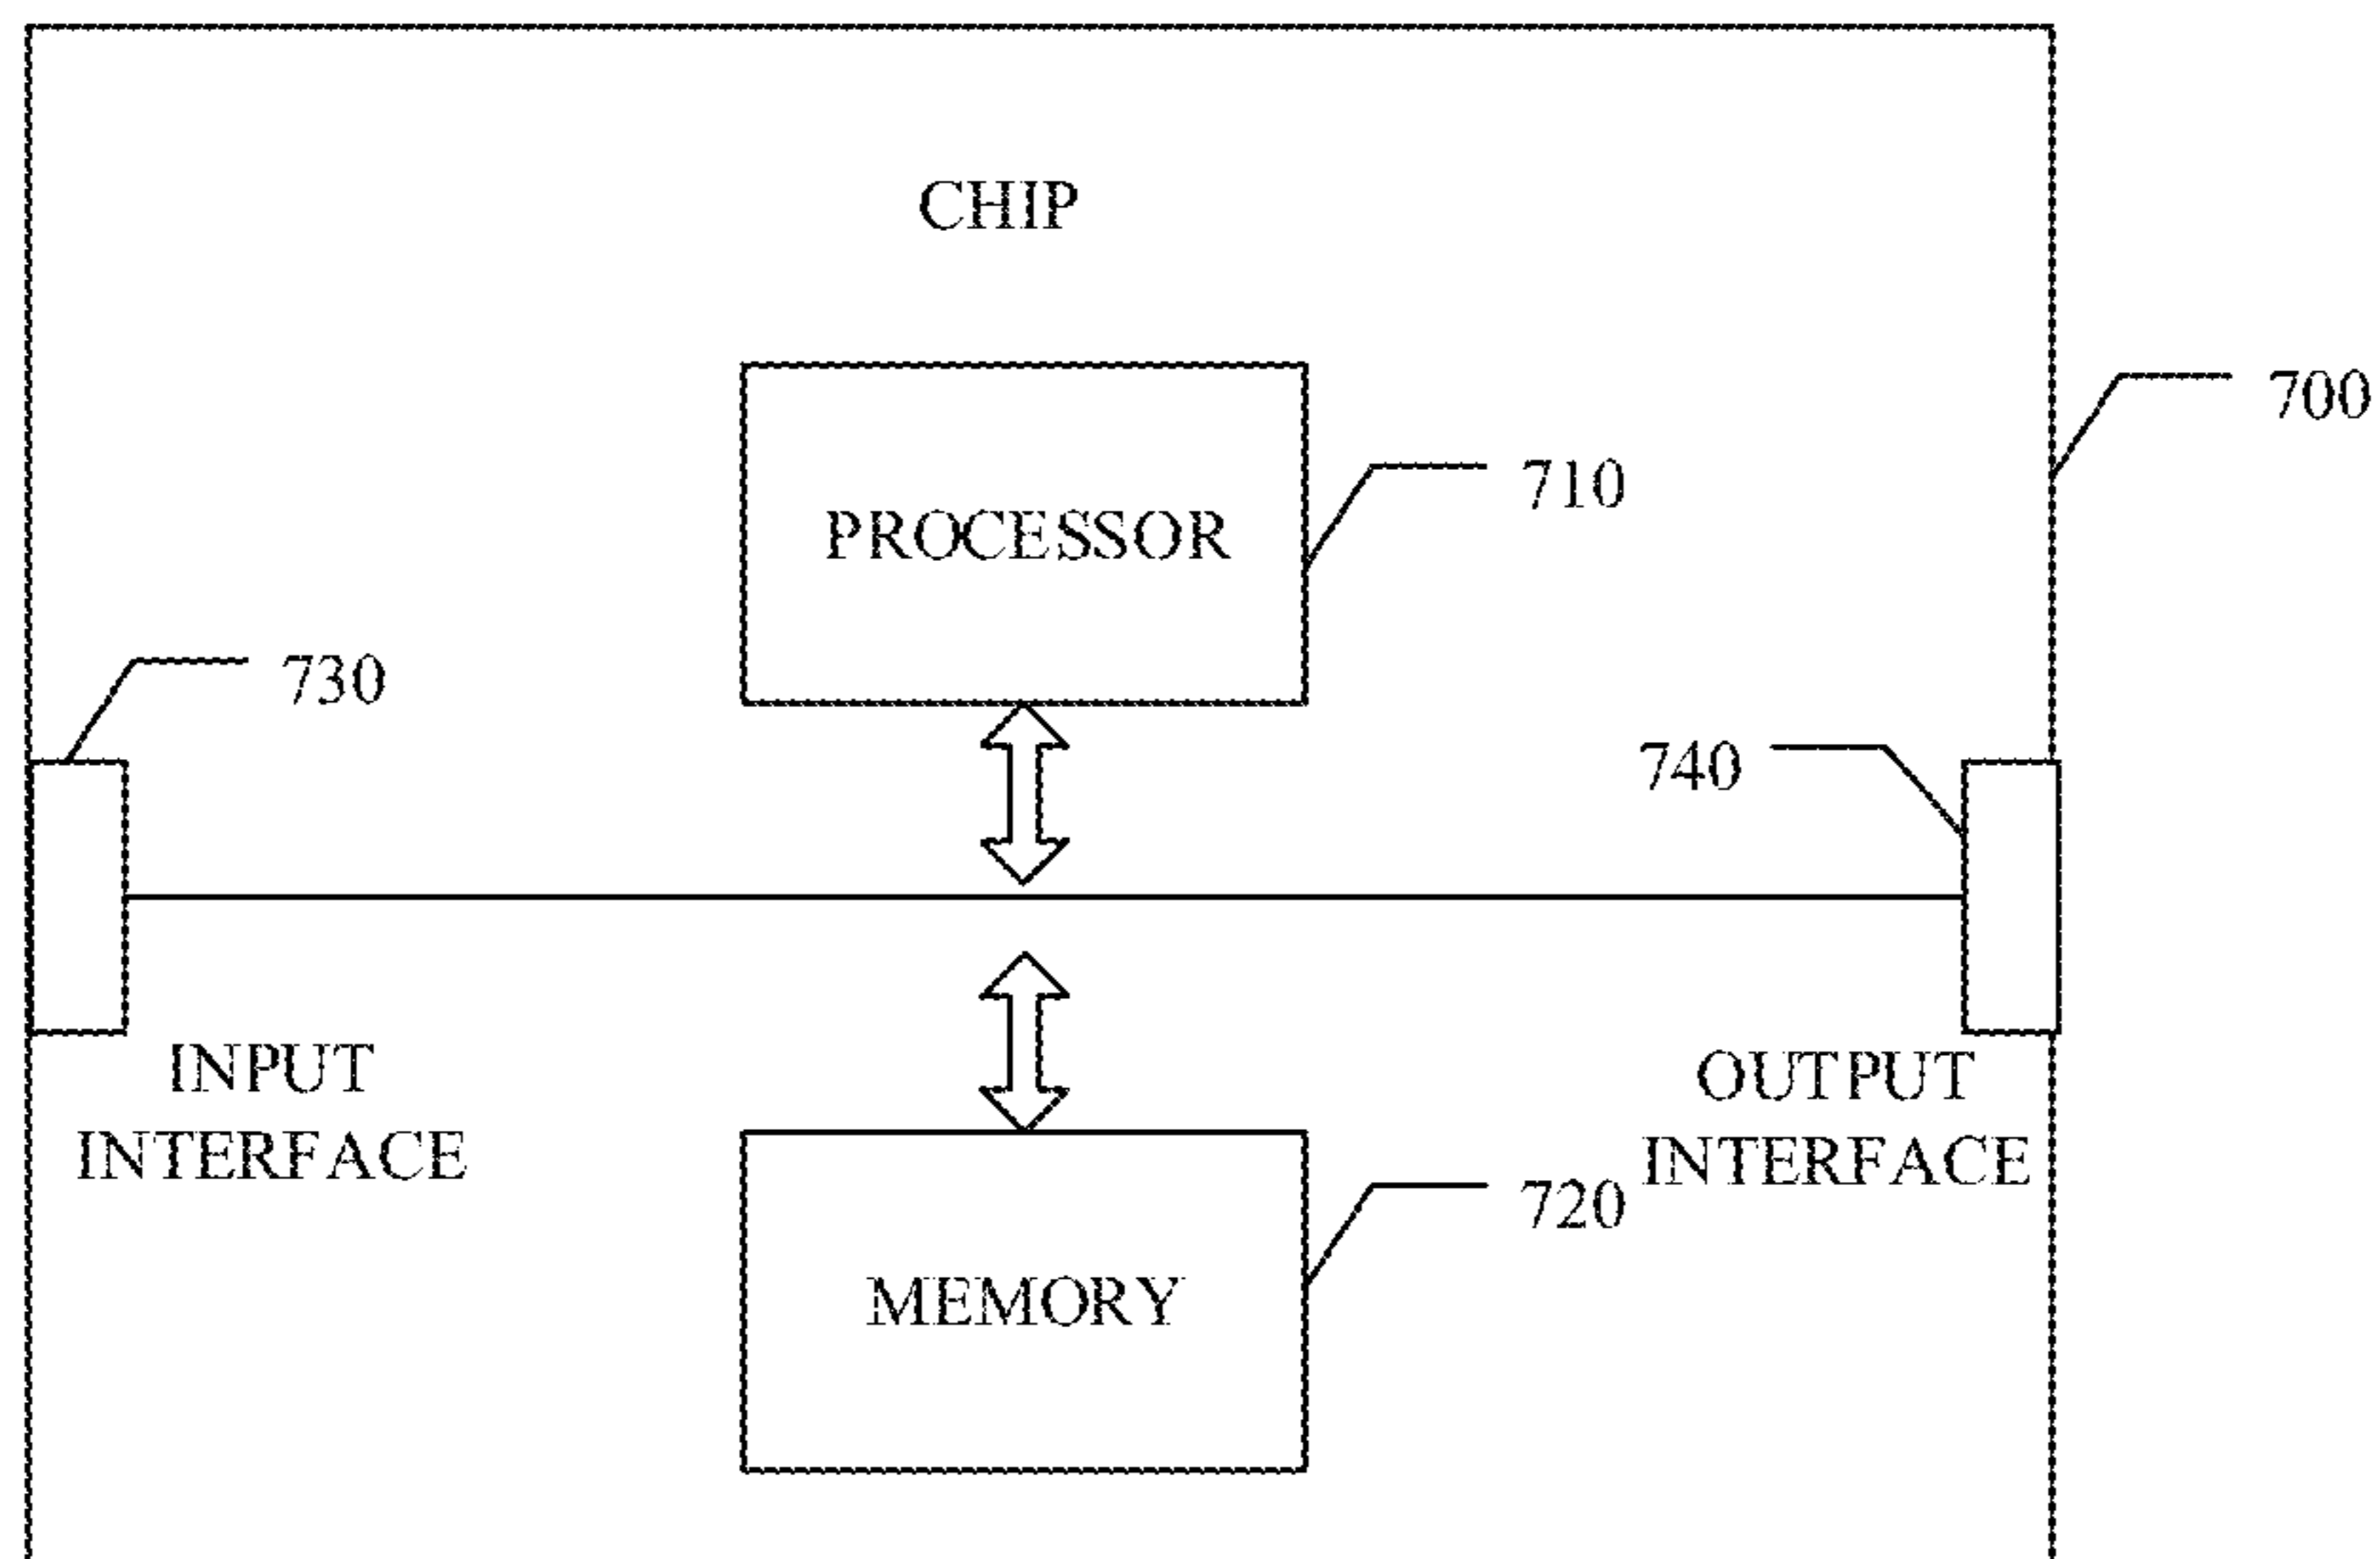 CHIP
700
710
PROCESSOR
730
740
INPUT
INTERFACE
OUTPUT
INTERFACE
720
MEMORY